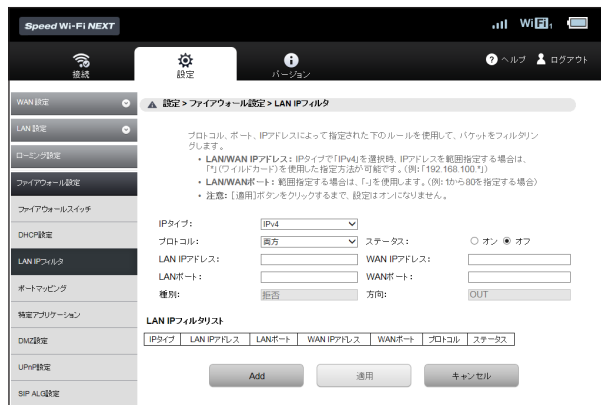 Speed Wi-Fi NEXT
WiFi
接続
設定
バージョン
ヘルプ
ログアウト
WAN 設定
LAN 設定
ローミング設定
ファイアウォール設定
ファイアウォールスイッチ
DHCP設定
LAN IPフィルタ
ポートマッピング
特定アプリケーション
DMZ設定
UPnP設定
SIP ALG設定
設定 > ファイアウォール設定 > LAN IPフィルタ
プロトコル、ポート、IPアドレスによって指定された下のルールを使用して、パケットをフィルタリン
グします。
• LAN/WAN IPアドレス: IPタイプで「IPv4」を選択時、IPアドレスを範囲指定する場合は、
「*」(ワイルドカード)を使用した指定方法が可能です。(例:「192.168.100.*」)
• LAN/WANポート: 範囲指定する場合は、「-」を使用します。(例: 1から80を指定する場合)
• 注意: [適用]ボタンをクリックするまで、設定はオンになりません。
IPタイプ: IPv4
プロトコル: 両方 ステータス: オン オフ
LAN IPアドレス: WAN IPアドレス:
LANポート: WANポート:
種別: 拒否 方向: OUT
LAN IPフィルタリスト
IPタイプ LAN IPアドレス LANポート WAN IPアドレス WANポート プロトコル ステータス
Add 適用 キャンセル